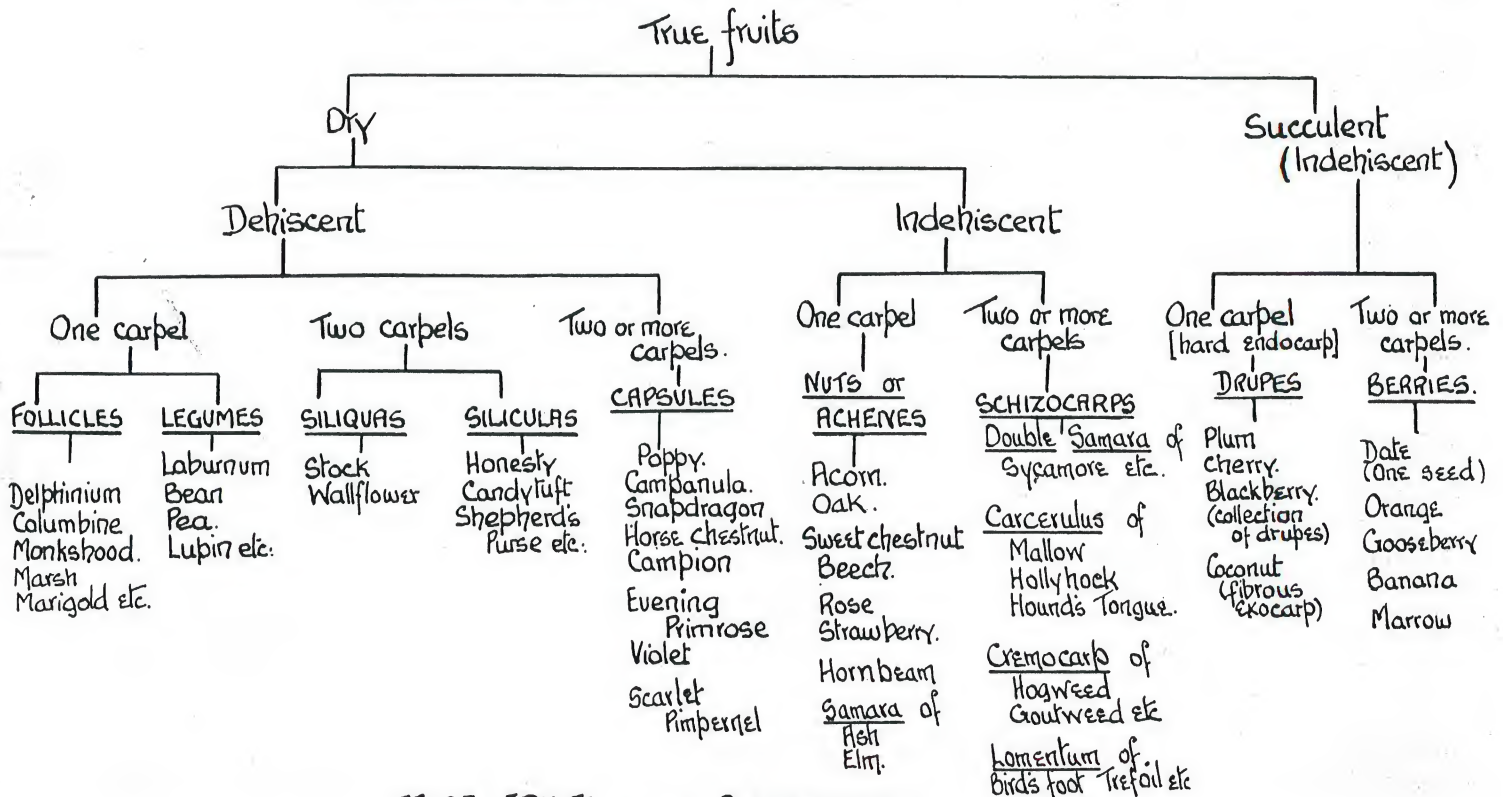 True fruits
Dry
Succulent
(Indehiscent)
Dehiscent
Indehiscent
One carpel
Two carpels
Two or more
carpels.
One carpel
Two or more
carpels
One carpel
[hard endocarp]
Two or more
carpels.
FOLLICLES
Delphinium
Columbine
Monkshood.
Marsh
Marigold etc.
LEGUMES
Laburnum
Bean
Pea.
Lupin etc.
SILIQUAS
Stock
Wallflower
SILICULAS
Honesty
Candytuft
Shepherd's
Purse etc.
CAPSULES
Poppy.
Campanula.
Snapdragon
Horse Chestnut.
Campion
Evening
Primrose
Violet
Scarlet
Pimpernel
NUTS or
ACHENES
Acorn.
Oak.
Sweet chestnut
Beech.
Rose
Strawberry.
Hornbeam
Samara of
Ash
Elm.
SCHIZOCARPS
Double Samara of
Sycamore etc.
Carcerulus of
Mallow
Hollyhock
Hound's Tongue.
Cremocarp of
Hogweed
Goutweed etc
Lomentum of.
Bird's foot Trefoil etc
DRUPES
Plum
Cherry.
Blackberry.
(collection
of drupes)
Coconut
(fibrous
exocarp)
BERRIES.
Date
(One seed)
Orange
Gooseberry
Banana
Marrow